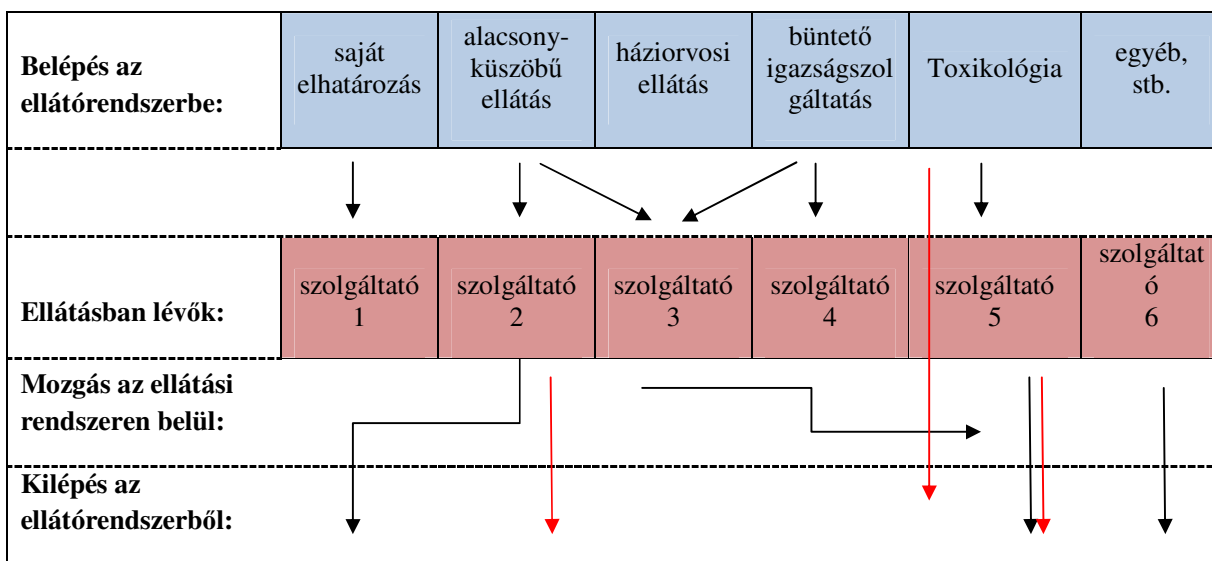 Belépés az
ellátórendszerbe:
saját
elhatározás
alacsony-
küszöbű
ellátás
háziorvosi
ellátás
büntető
igazságszol
gáltatás
Toxikológia
egyéb,
stb.
Ellátásban lévők:
szolgáltató
1
szolgáltató
2
szolgáltató
3
szolgáltató
4
szolgáltató
5
szolgáltat
ó
6
Mozgás az ellátási
rendszeren belül:
Kilépés az
ellátórendszerből: